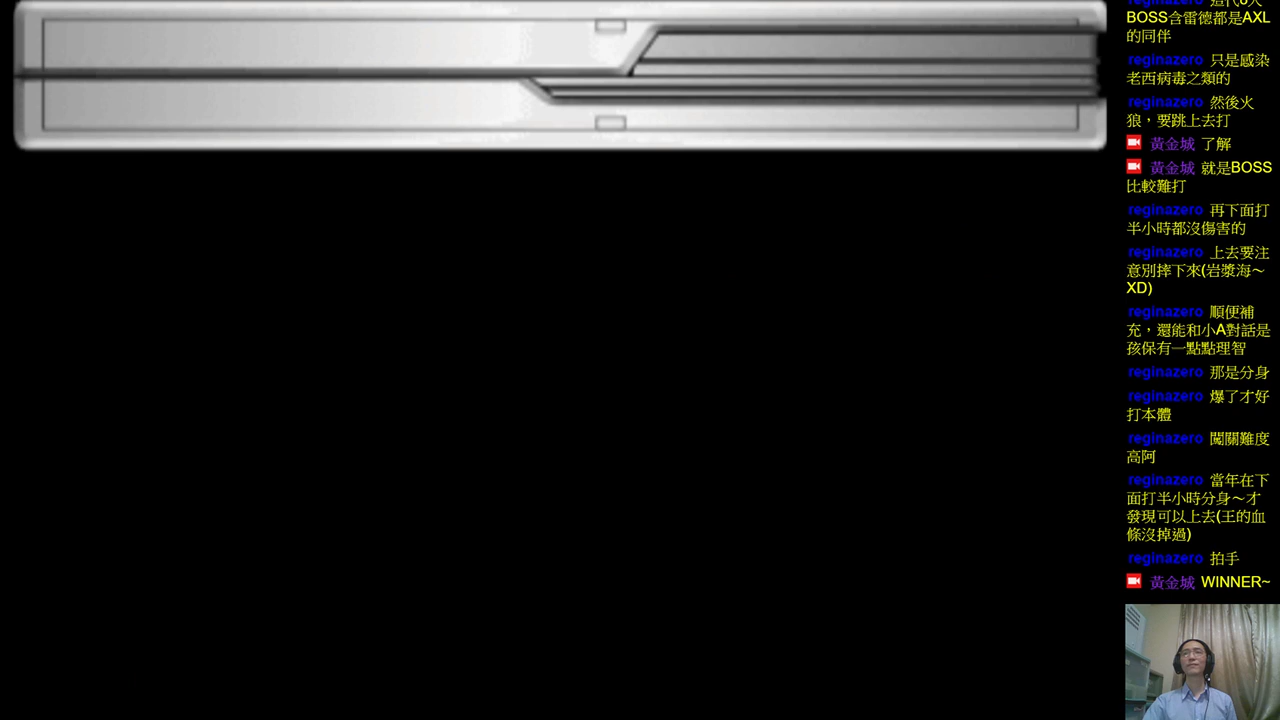 BOSS含雷德都是AXL
的同伴
reginazero 只是感染
老西病毒之類的
reginazero 然後火
狼，要跳上去打
黃金城 了解
黃金城 就是BOSS
比較難打
reginazero 再下面打
半小時都沒傷害的
reginazero 上去要注
意別摔下來(岩漿海～
XD)
reginazero 順便補
充，還能和小A對話是
孩保有一點點理智
reginazero 那是分身
reginazero 爆了才好
打本體
reginazero 闖關難度
高阿
reginazero 當年在下
面打半小時分身～才
發現可以上去(王的血
條沒掉過)
reginazero 拍手
黃金城 WINNER~